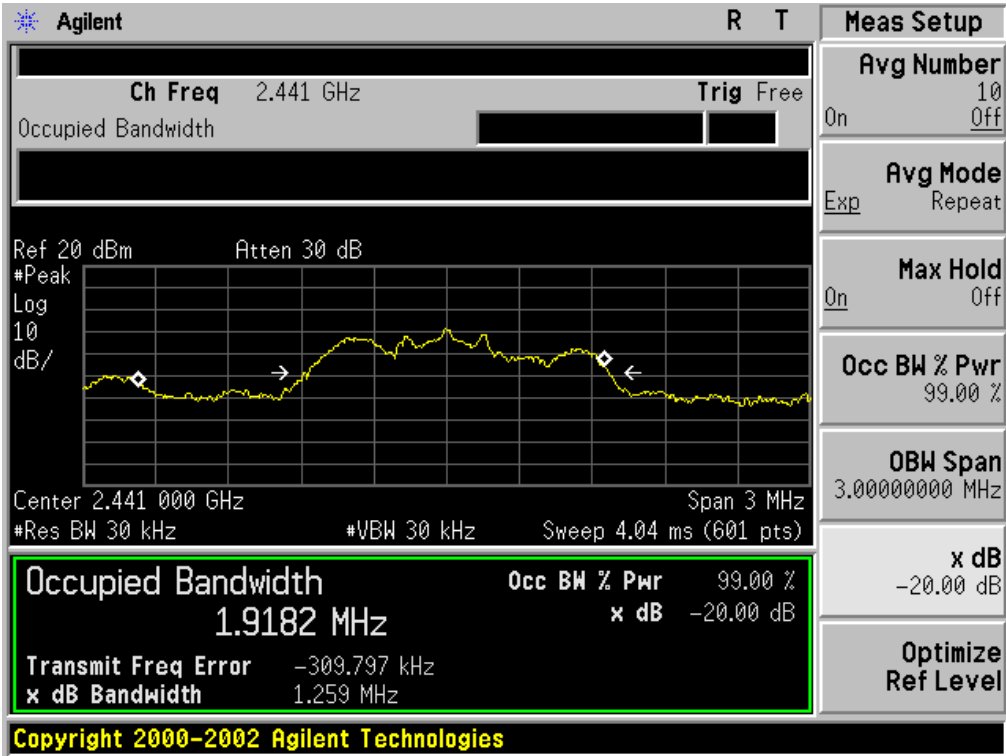 Agilent R T
Ch Freq 2.441 GHz Trig Free
Occupied Bandwidth
Ref 20 dBm Atten 30 dB
#Peak
Log
10
dB/
Center 2.441 000 GHz Span 3 MHz
#Res BW 30 kHz #VBW 30 kHz Sweep 4.04 ms (601 pts)
Occupied Bandwidth Occ BW % Pwr 99.00 %
1.9182 MHz x dB -20.00 dB
Transmit Freq Error -309.797 kHz
x dB Bandwidth 1.259 MHz
Copyright 2000-2002 Agilent Technologies
Meas Setup
Avg Number
10
On Off
Avg Mode
Exp Repeat
Max Hold
On Off
Occ BW % Pwr
99.00 %
OBW Span
3.00000000 MHz
x dB
-20.00 dB
Optimize
Ref Level